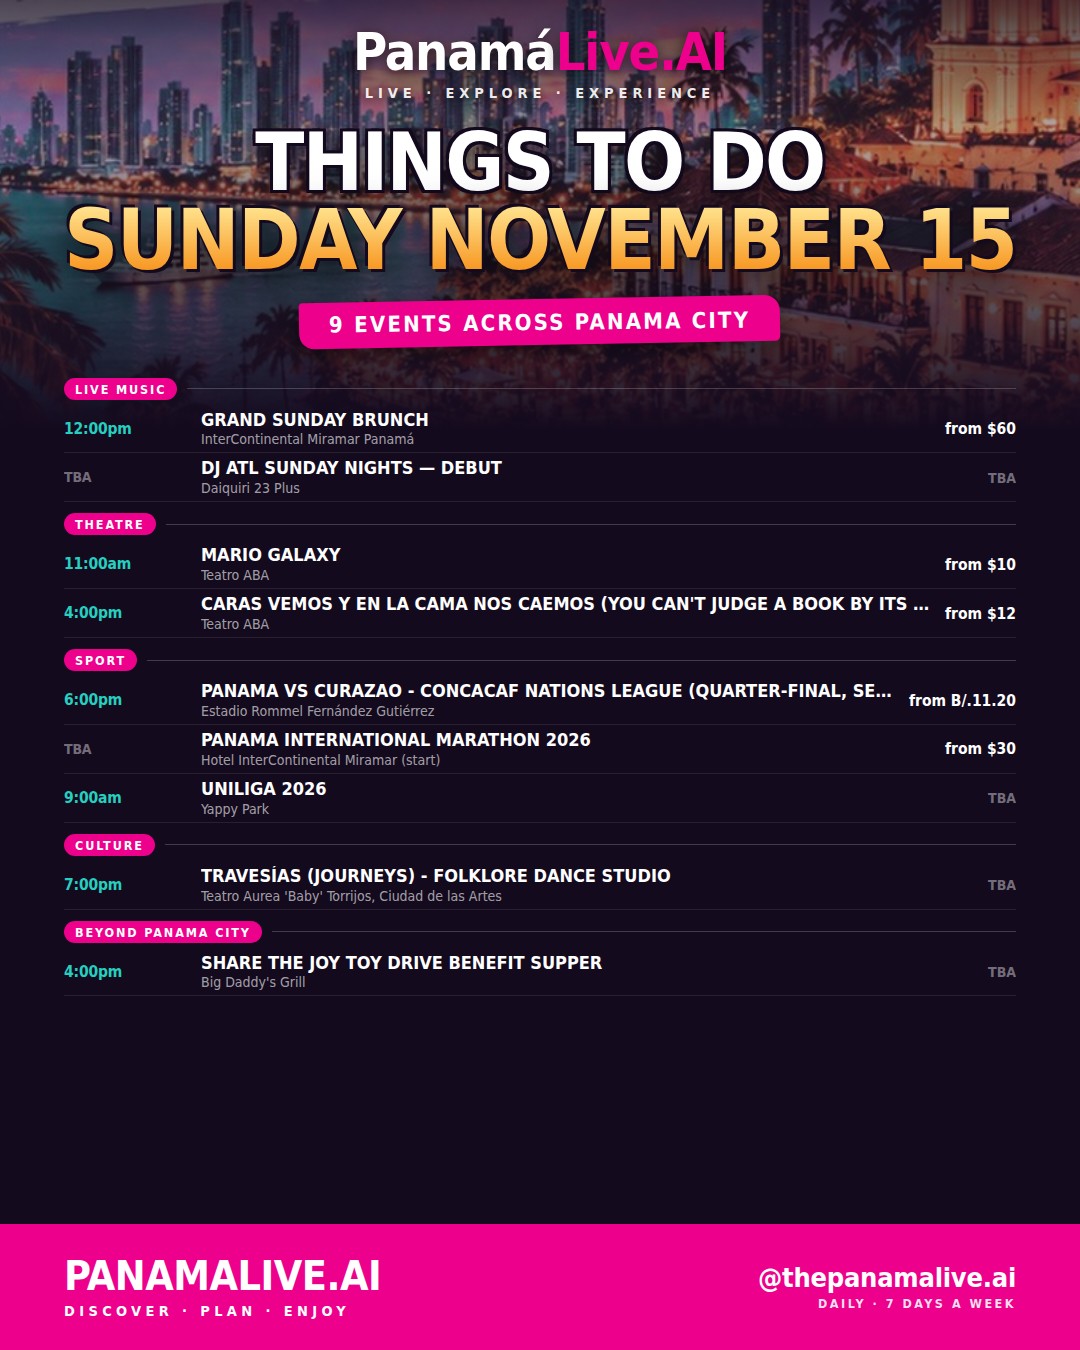 PanamáLive.AI
LIVE · EXPLORE · EXPERIENCE
THINGS TO DO
SUNDAY NOVEMBER 15
9 EVENTS ACROSS PANAMA CITY
LIVE MUSIC
12:00pm GRAND SUNDAY BRUNCH from $60
InterContinental Miramar Panamá
TBA DJ ATL SUNDAY NIGHTS — DEBUT TBA
Daiquiri 23 Plus
THEATRE
11:00am MARIO GALAXY from $10
Teatro ABA
4:00pm CARAS VEMOS Y EN LA CAMA NOS CAEMOS (YOU CAN'T JUDGE A BOOK BY ITS ... from $12
Teatro ABA
SPORT
6:00pm PANAMA VS CURAZAO - CONCACAF NATIONS LEAGUE (QUARTER-FINAL, SE... from B/.11.20
Estadio Rommel Fernández Gutiérrez
TBA PANAMA INTERNATIONAL MARATHON 2026 from $30
Hotel InterContinental Miramar (start)
9:00am UNILIGA 2026 TBA
Yappy Park
CULTURE
7:00pm TRAVESÍAS (JOURNEYS) - FOLKLORE DANCE STUDIO TBA
Teatro Aurea 'Baby' Torrijos, Ciudad de las Artes
BEYOND PANAMA CITY
4:00pm SHARE THE JOY TOY DRIVE BENEFIT SUPPER TBA
Big Daddy's Grill
PANAMALIVE.AI
DISCOVER · PLAN · ENJOY
@thepanamalive.ai
DAILY · 7 DAYS A WEEK